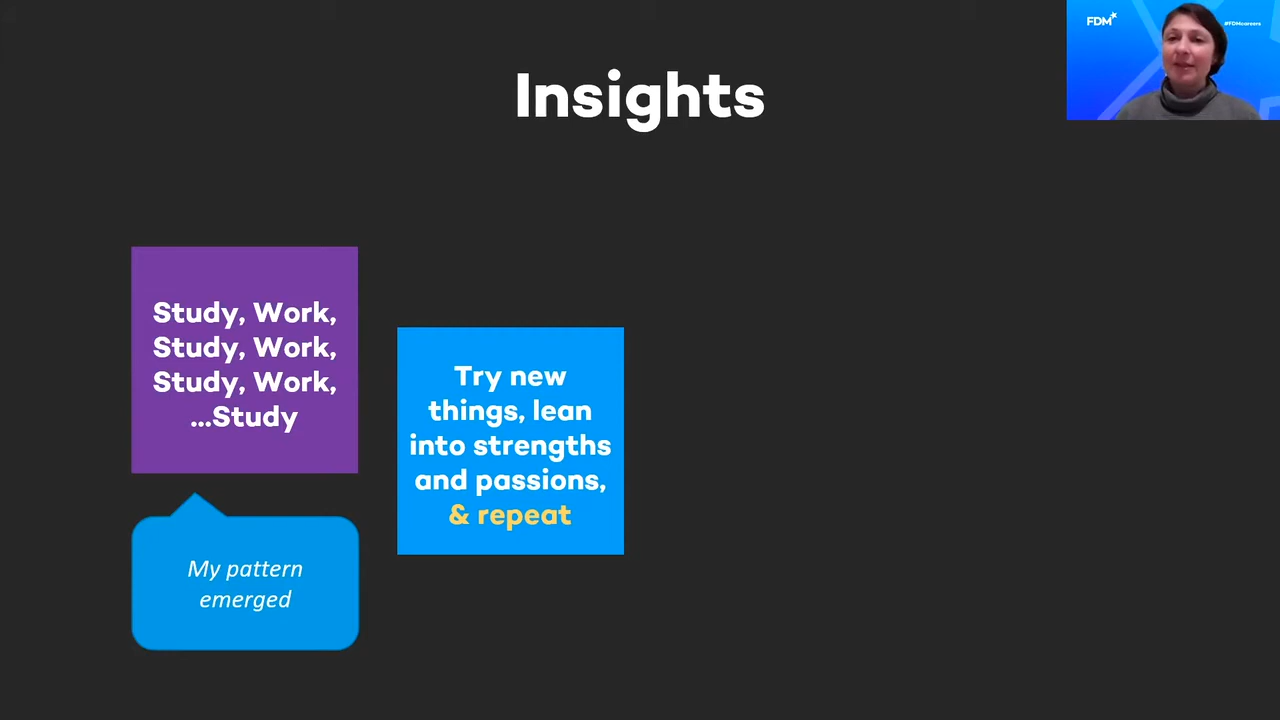 FDM
#FDMcareers
Insights
Study, Work,
Study, Work,
Study, Work,
...Study
Try new
things, lean
into strengths
and passions,
& repeat
My pattern
emerged